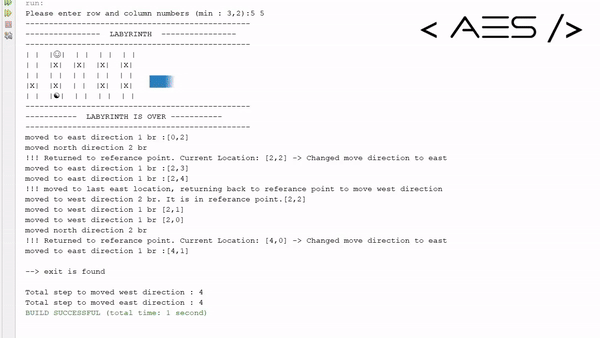 run:
Please enter row and column numbers (min : 3,2):5 5
--------------------------------------------------------
---------------- LABYRINTH ----------------
--------------------------------------------------------
| | |☺| | | | | | |
| | |X| |X| |X| |X|
| | | | | | | | | |
|X| |X| | | |X| |X|
| | |☯| | | | | | |
--------------------------------------------------------
----------- LABYRINTH IS OVER -----------
--------------------------------------------------------
moved to east direction 1 br :[0,2]
moved north direction 2 br
!!! Returned to referance point. Current Location: [2,2] -> Changed move direction to east
moved to east direction 1 br :[2,3]
moved to east direction 1 br :[2,4]
!!! moved to last east location, returning back to referance point to move west direction
moved to west direction 2 br. It is in referance point.[2,2]
moved to west direction 1 br [2,1]
moved to west direction 1 br [2,0]
moved north direction 2 br
!!! Returned to referance point. Current Location: [4,0] -> Changed move direction to east
moved to east direction 1 br :[4,1]
--> exit is found
Total step to moved west direction : 4
Total step to moved east direction : 4
BUILD SUCCESSFUL (total time: 1 second)
< AES />